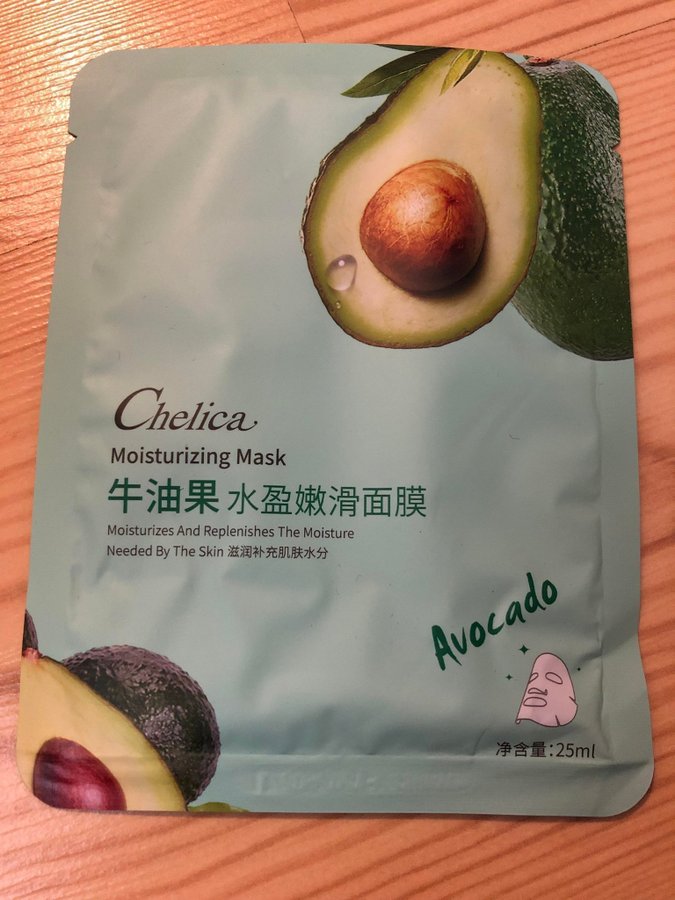 Chelica
Moisturizing Mask
牛油果 水盈嫩滑面膜
Moisturizes And Replenishes The Moisture
Needed By The Skin 滋润补充肌肤水分
Avocado
净含量:25ml